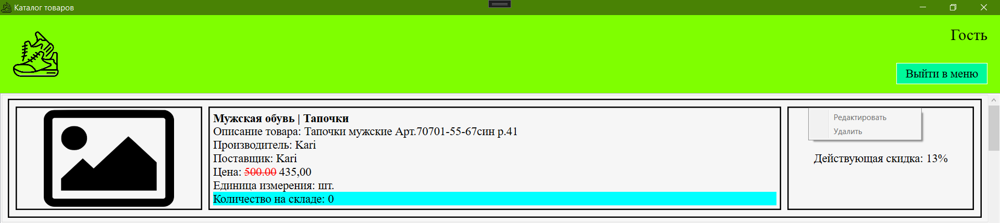 Каталог товаров
Гость
Выйти в меню
Мужская обувь | Тапочки
Описание товара: Тапочки мужские Арт.70701-55-67син р.41
Производитель: Kari
Поставщик: Kari
Цена: 500.00 435,00
Единица измерения: шт.
Количество на складе: 0
Редактировать
Удалить
Действующая скидка: 13%